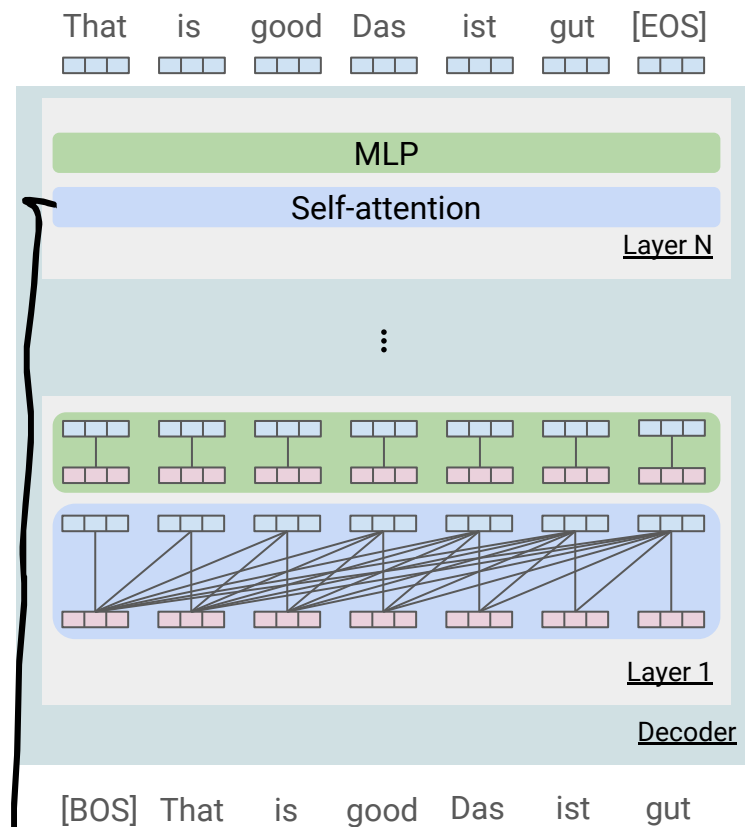 That is good Das ist gut [EOS]
MLP
Self-attention
Layer N
Layer 1
Decoder
[BOS] That is good Das ist gut